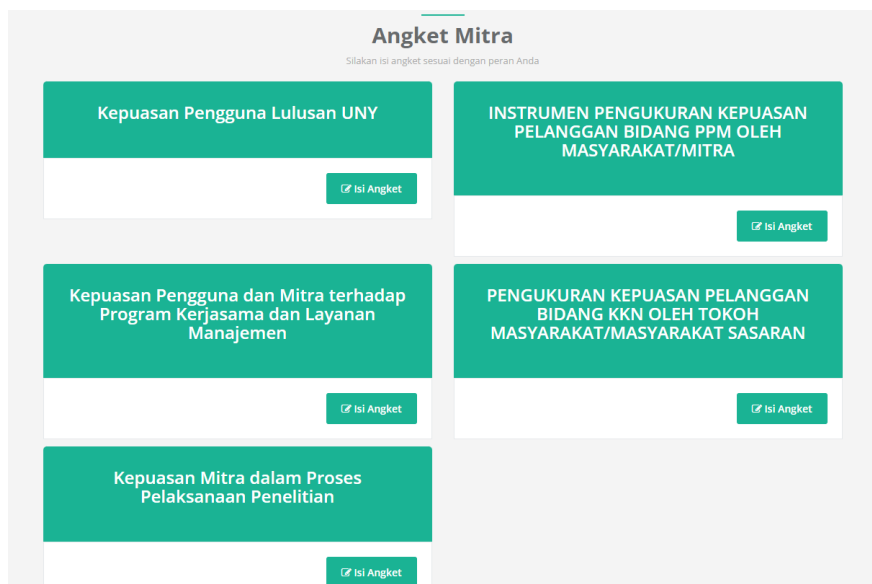 Angket Mitra
Silakan isi angket sesuai dengan peran Anda
Kepuasan Pengguna Lulusan UNY
Isi Angket
INSTRUMEN PENGUKURAN KEPUASAN
PELANGGAN BIDANG PPM OLEH
MASYARAKAT/MITRA
Isi Angket
Kepuasan Pengguna dan Mitra terhadap
Program Kerjasama dan Layanan
Manajemen
Isi Angket
PENGUKURAN KEPUASAN PELANGGAN
BIDANG KKN OLEH TOKOH
MASYARAKAT/MASYARAKAT SASARAN
Isi Angket
Kepuasan Mitra dalam Proses
Pelaksanaan Penelitian
Isi Angket